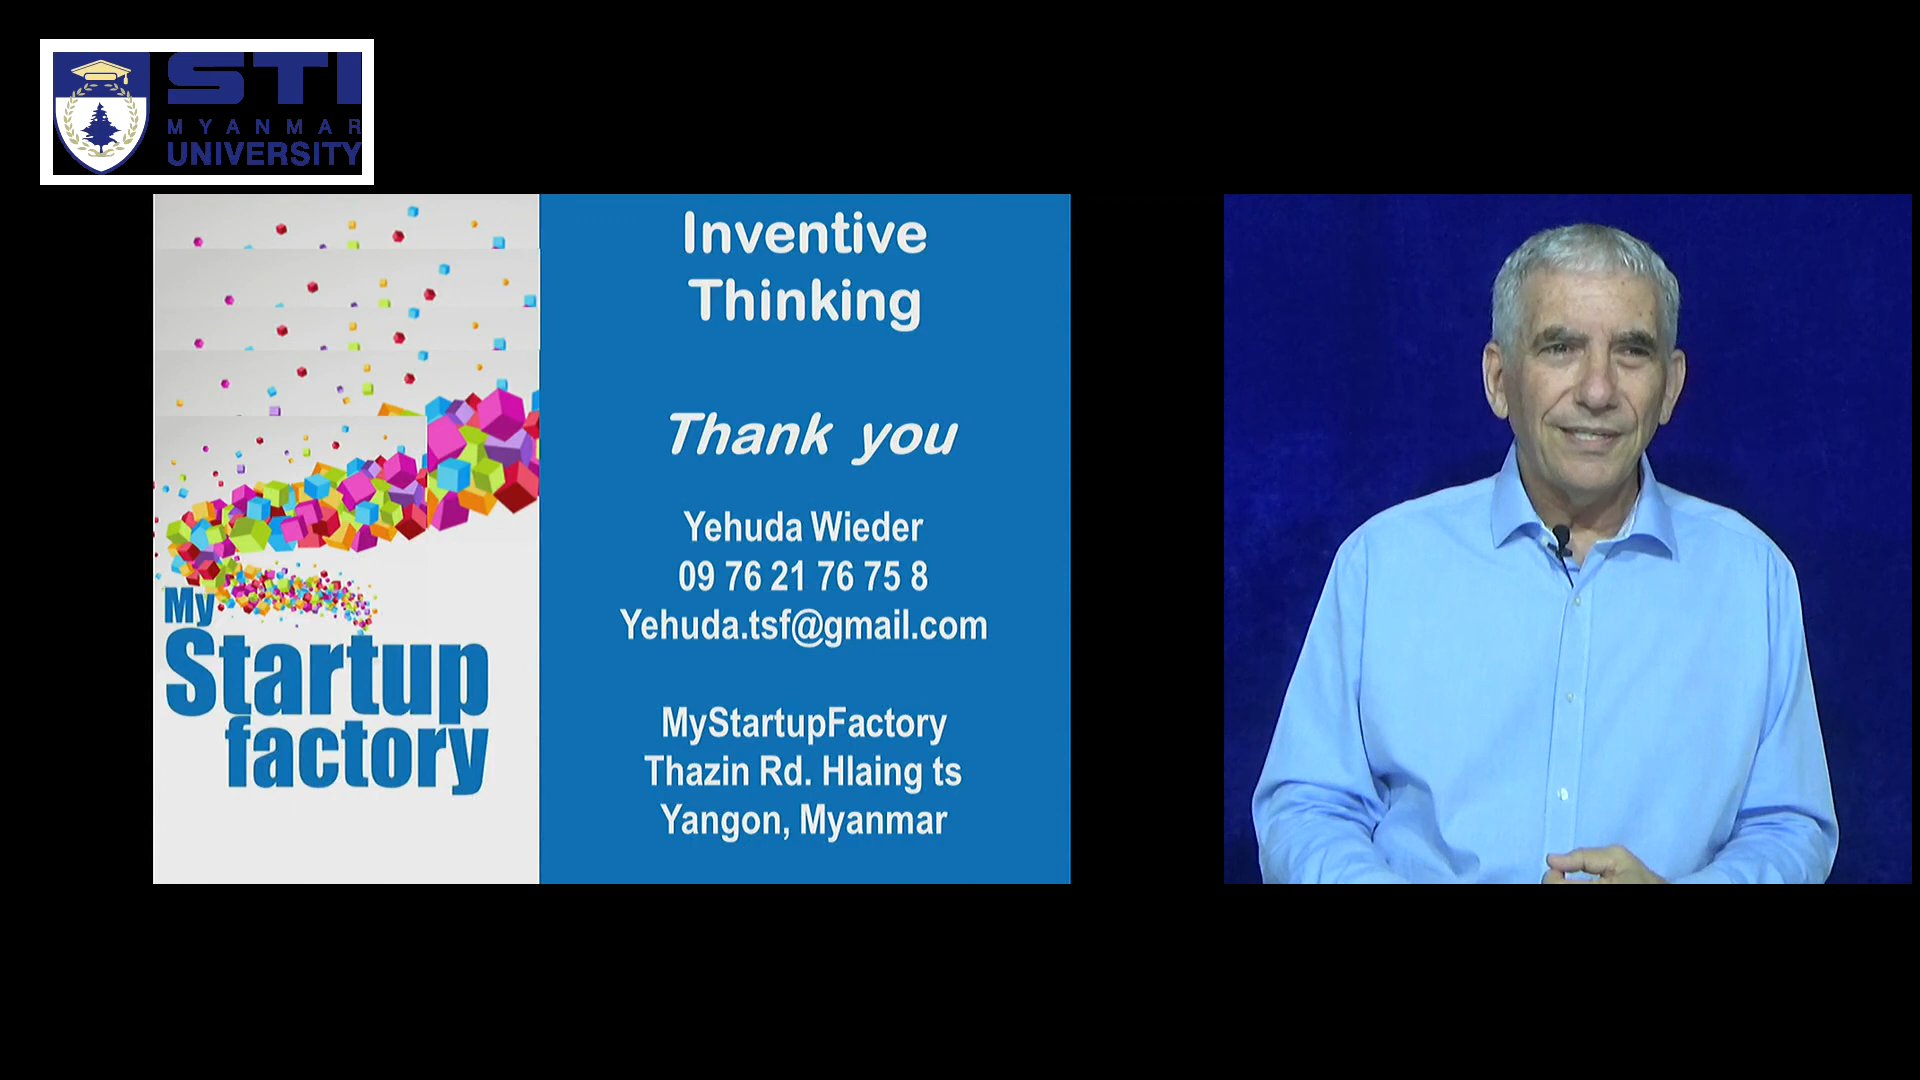 STI
MYANMAR
UNIVERSITY
Inventive
Thinking
Thank you
Yehuda Wieder
09 76 21 76 75 8
Yehuda.tsf@gmail.com
MyStartupFactory
Thazin Rd. Hlaing ts
Yangon, Myanmar
My
Startup
factory